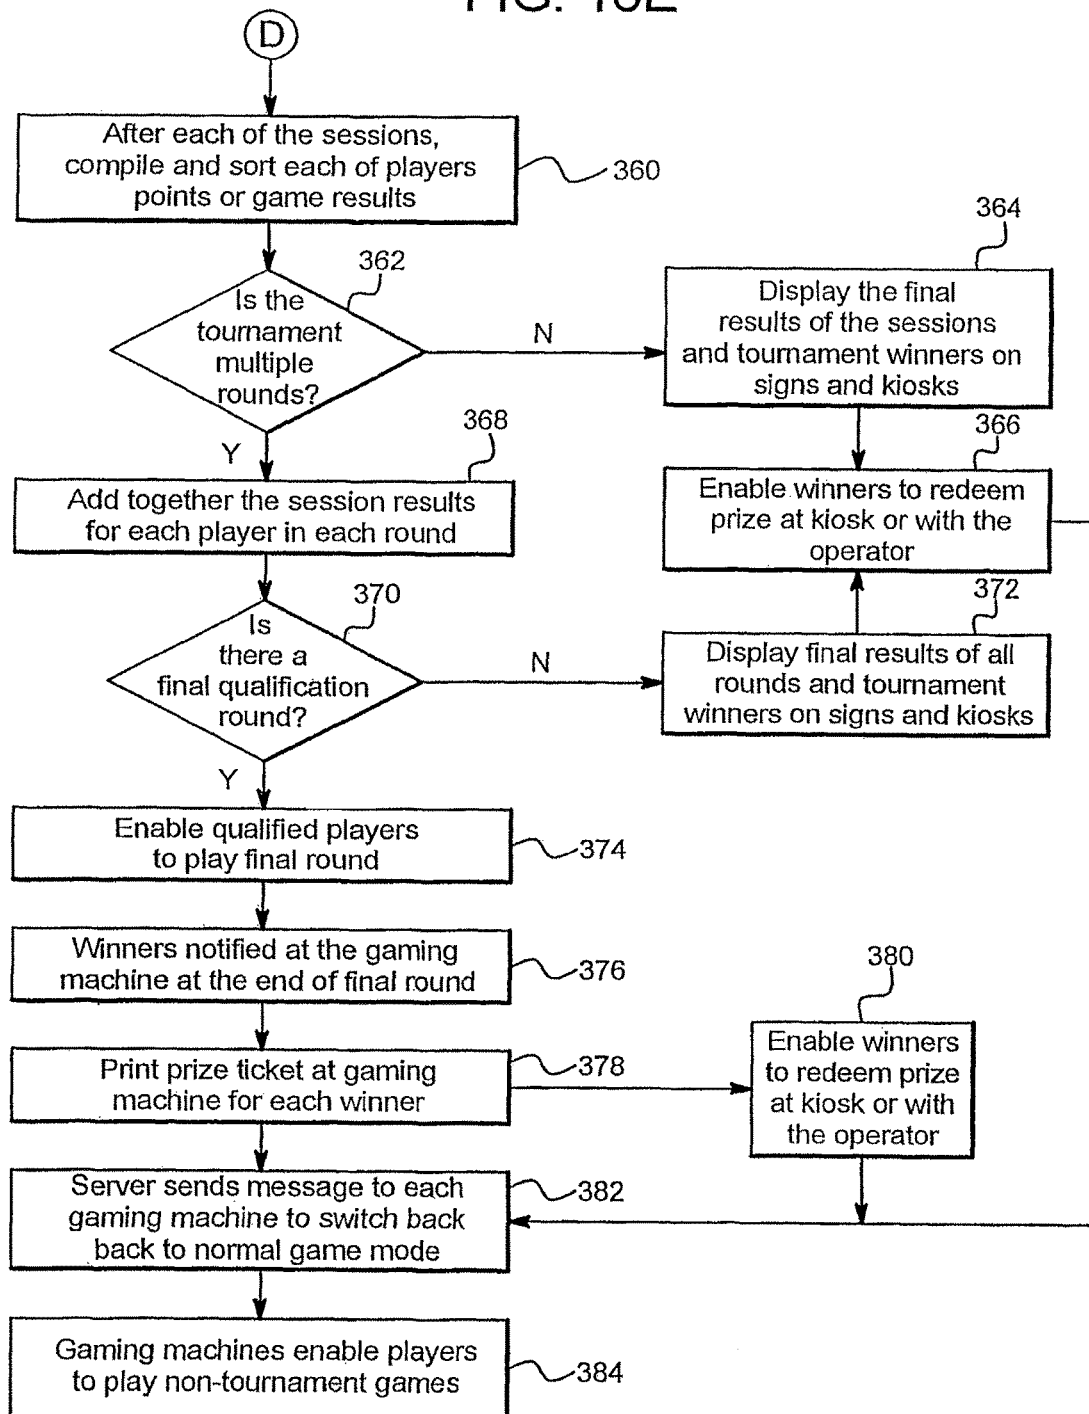 D
After each of the sessions,
compile and sort each of players
points or game results
360
362
Is the
tournament
multiple
rounds?
N
Y
364
Display the final
results of the sessions
and tournament winners on
signs and kiosks
366
Enable winners to redeem
prize at kiosk or with the
operator
368
Add together the session results
for each player in each round
370
Is
there a
final qualification
round?
N
Y
372
Display final results of all
rounds and tournament
winners on signs and kiosks
Enable qualified players
to play final round
374
Winners notified at the gaming
machine at the end of final round
376
Print prize ticket at gaming
machine for each winner
378
380
Enable winners
to redeem prize
at kiosk or with
the operator
Server sends message to each
gaming machine to switch back
back to normal game mode
382
Gaming machines enable players
to play non-tournament games
384